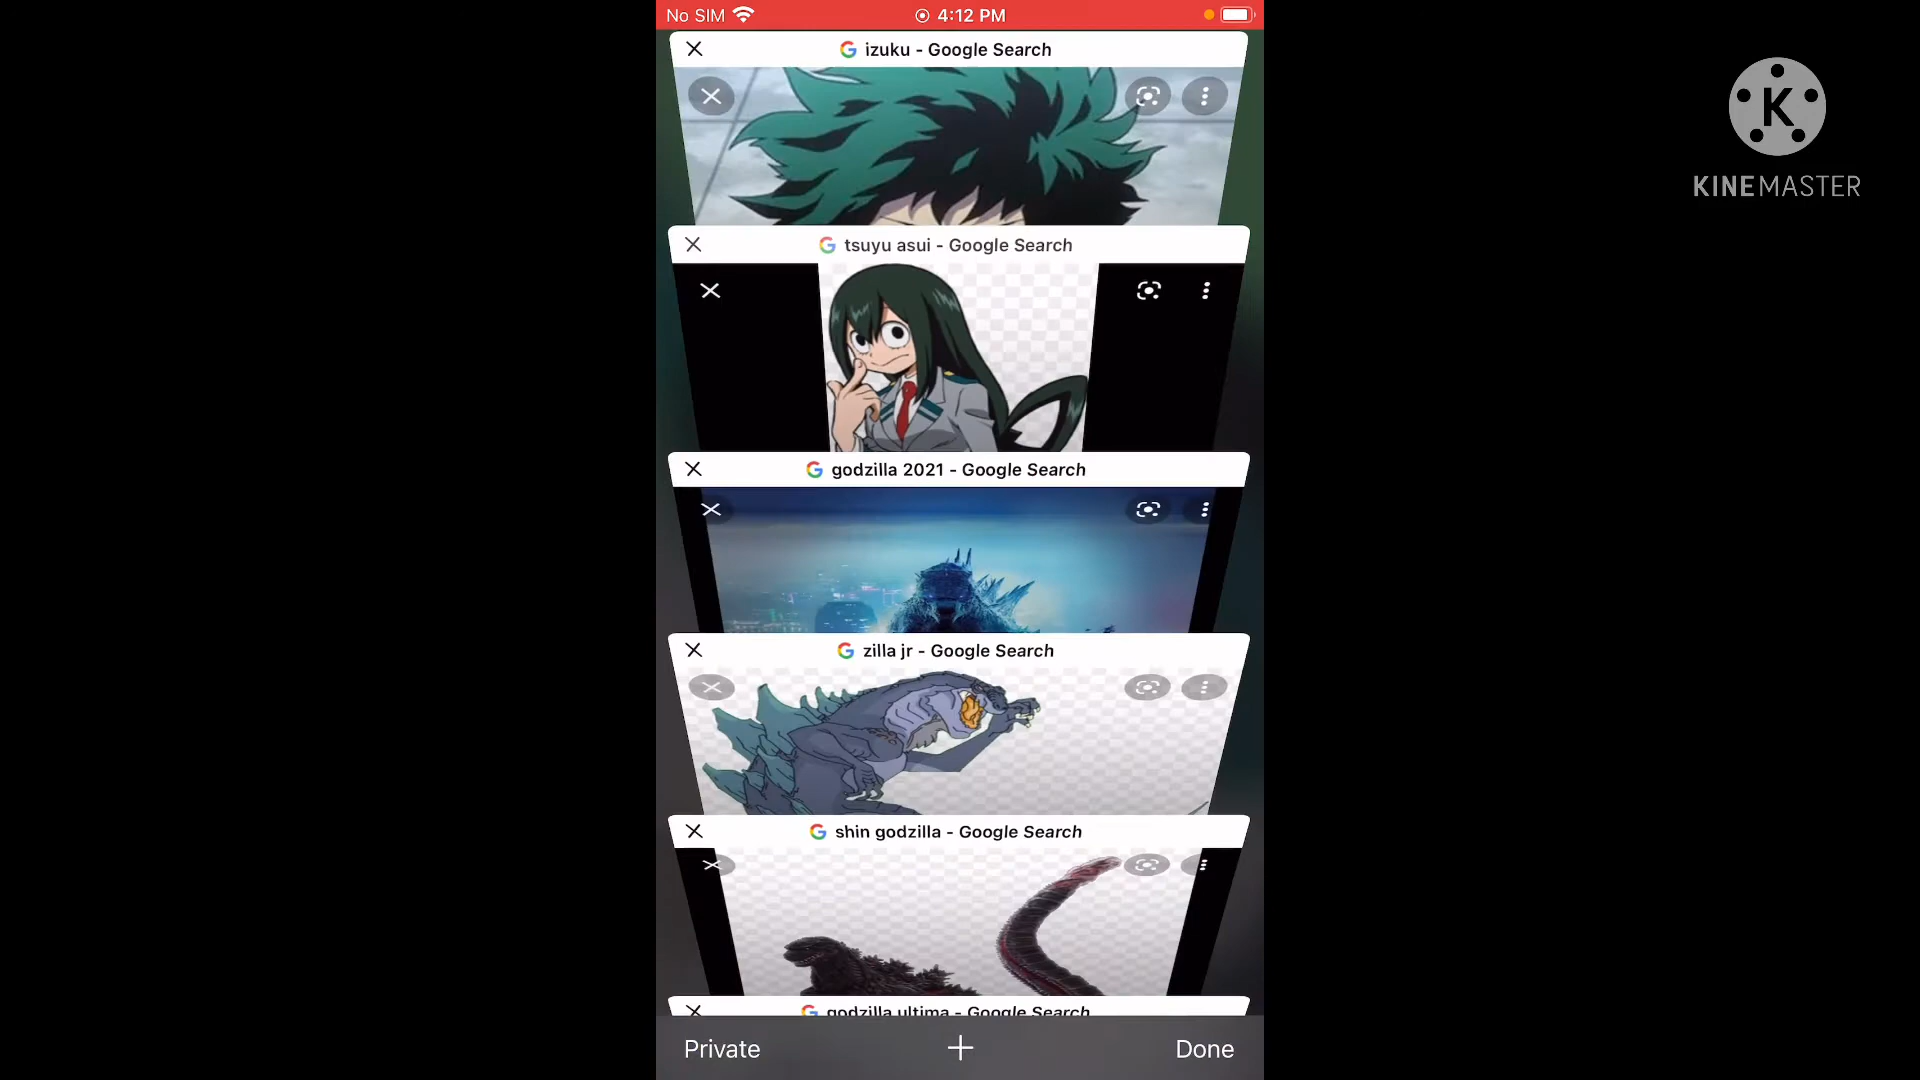 No SIM 4:12 PM
izuku - Google Search
K
KINEMASTER
tsuyu asui - Google Search
godzilla 2021 - Google Search
zilla jr - Google Search
shin godzilla - Google Search
godzilla ultima - Google Search
Private + Done